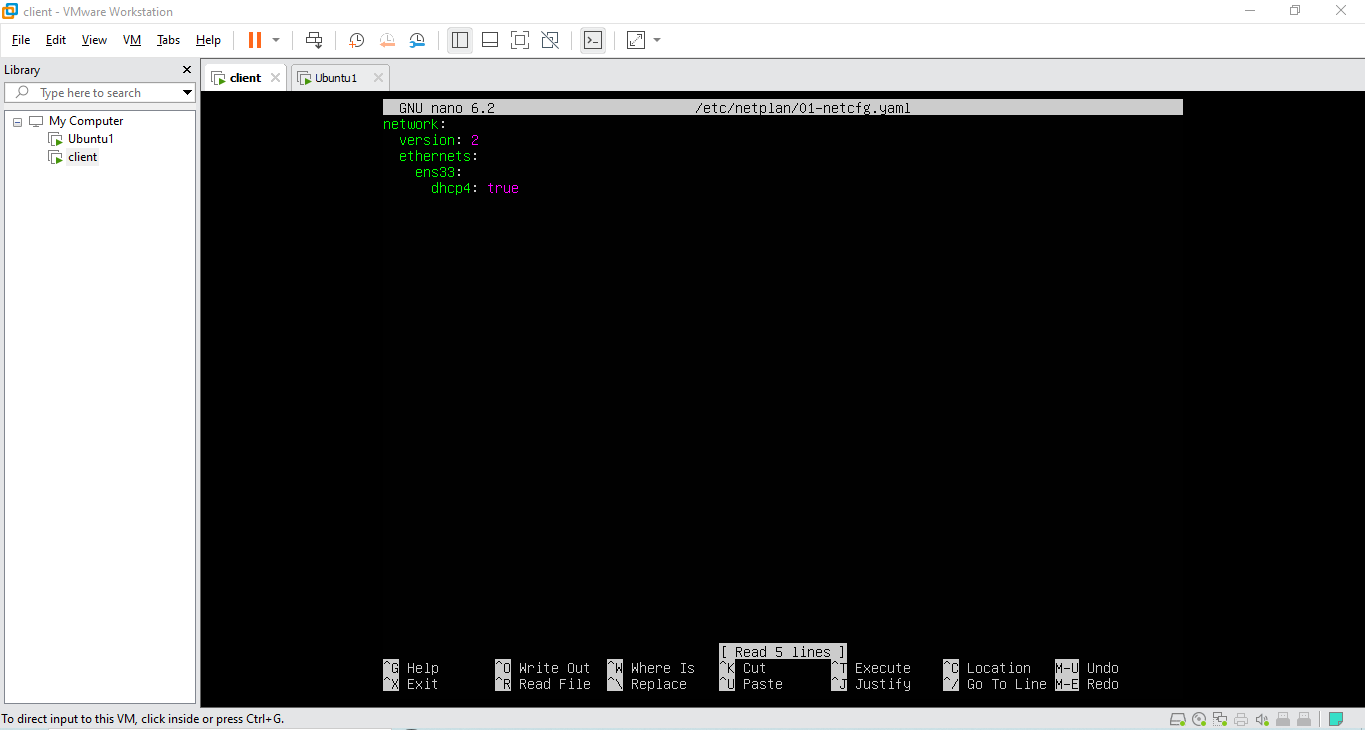 client - VMware Workstation
File Edit View VM Tabs Help
Library
client Ubuntu1
Type here to search
My Computer
Ubuntu1
client
GNU nano 6.2 /etc/netplan/01-netcfg.yaml
network:
  version: 2
  ethernets:
    ens33:
      dhcp4: true
[ Read 5 lines ]
^G Help ^O Write Out ^W Where Is ^K Cut ^T Execute ^C Location M-U Undo
^X Exit ^R Read File ^\ Replace ^U Paste ^J Justify ^/ Go To Line M-E Redo
To direct input to this VM, click inside or press Ctrl+G.